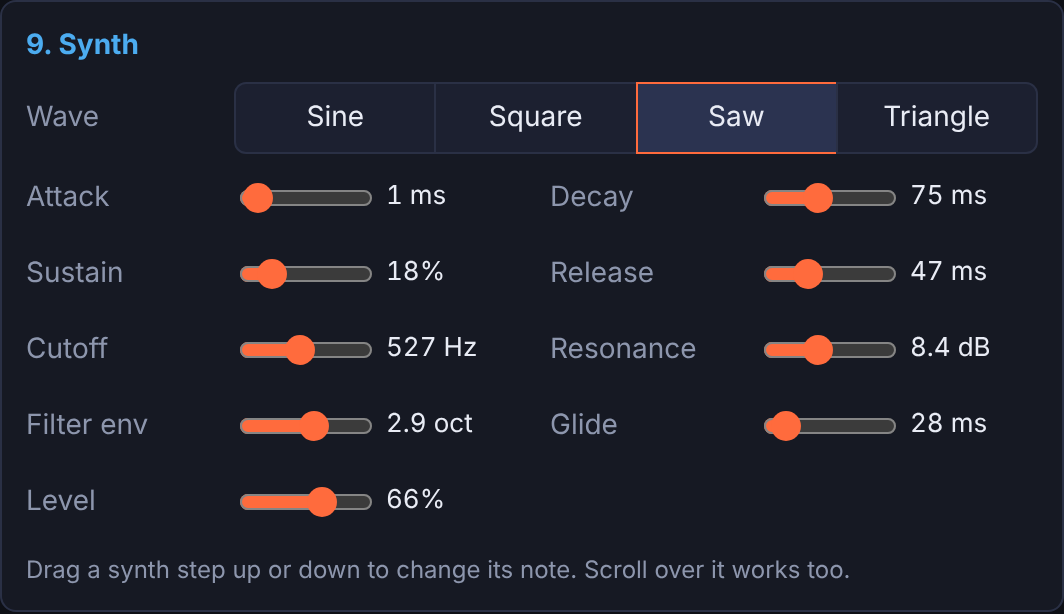 9. Synth
Wave Sine Square Saw Triangle
Attack 1 ms Decay 75 ms
Sustain 18% Release 47 ms
Cutoff 527 Hz Resonance 8.4 dB
Filter env 2.9 oct Glide 28 ms
Level 66%
Drag a synth step up or down to change its note. Scroll over it works too.